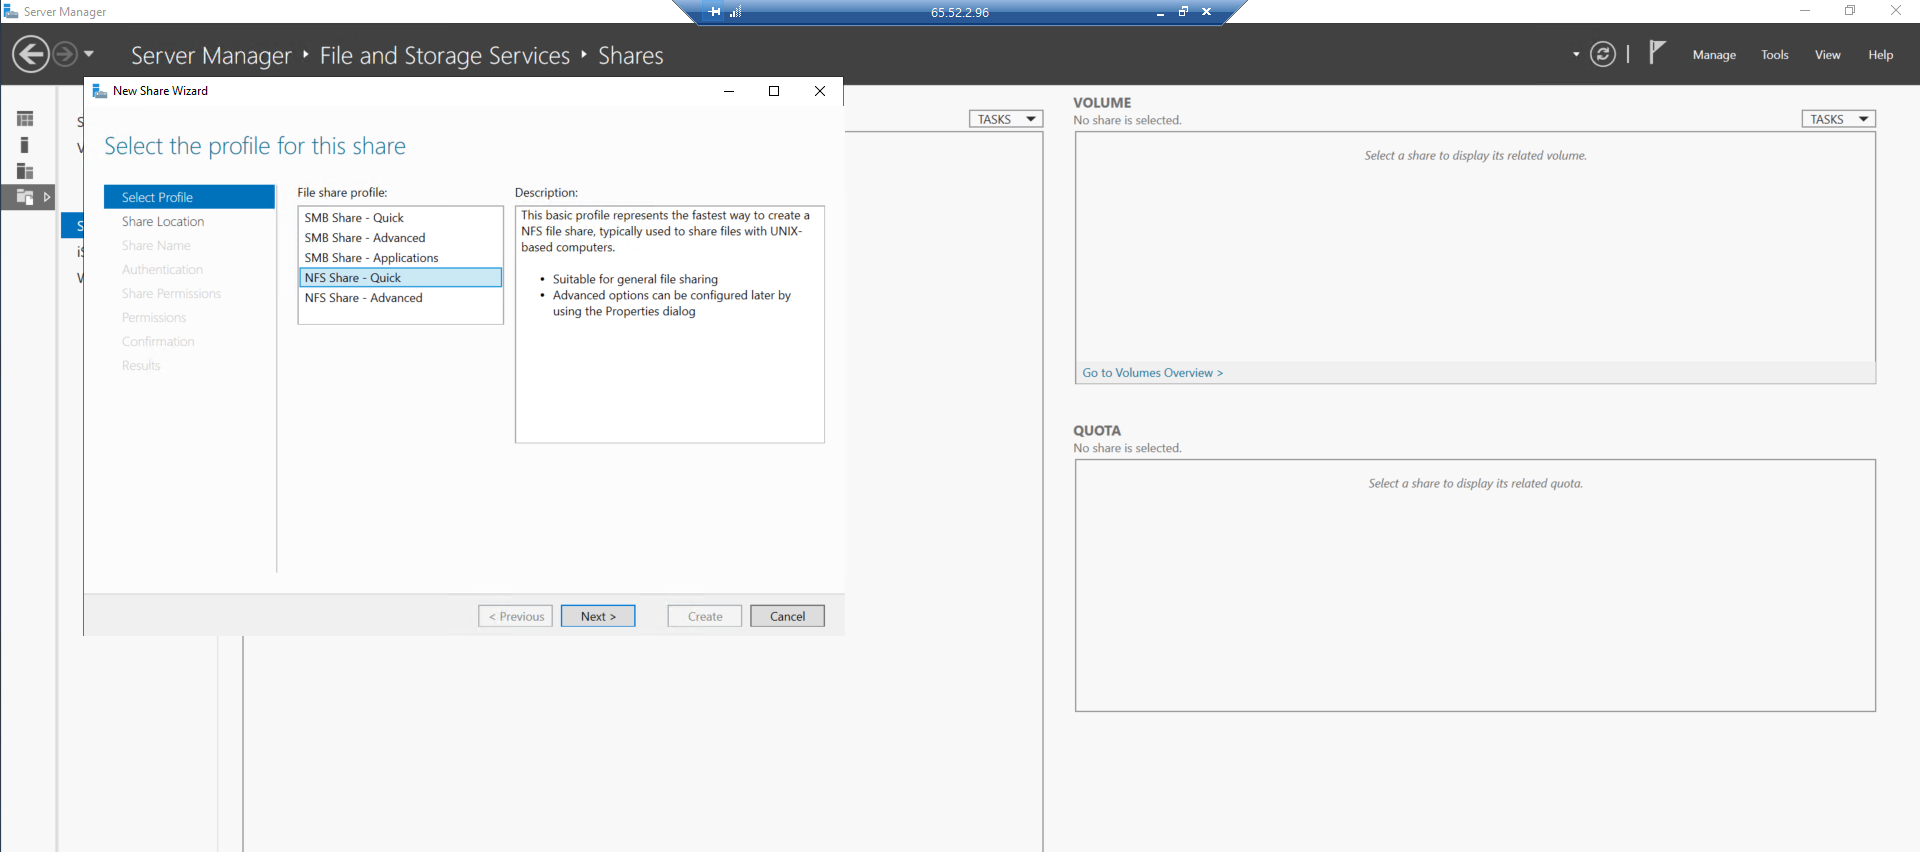 Server Manager
65.52.2.96
Server Manager ‣ File and Storage Services ‣ Shares
Manage Tools View Help
New Share Wizard
Select the profile for this share
Select Profile
Share Location
Share Name
Authentication
Share Permissions
Permissions
Confirmation
Results
File share profile:
SMB Share - Quick
SMB Share - Advanced
SMB Share - Applications
NFS Share - Quick
NFS Share - Advanced
Description:
This basic profile represents the fastest way to create a
NFS file share, typically used to share files with UNIX-
based computers.
• Suitable for general file sharing
• Advanced options can be configured later by
using the Properties dialog
< Previous
Next >
Create
Cancel
TASKS
VOLUME
No share is selected.
TASKS
Select a share to display its related volume.
Go to Volumes Overview >
QUOTA
No share is selected.
Select a share to display its related quota.